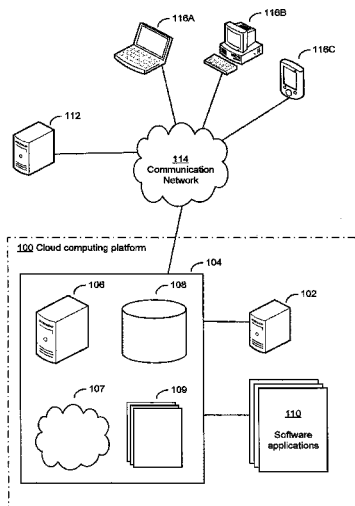 116A
116B
116C
112
114
Communication
Network
100 Cloud computing platform
104
106
108
102
107
109
110
Software
applications